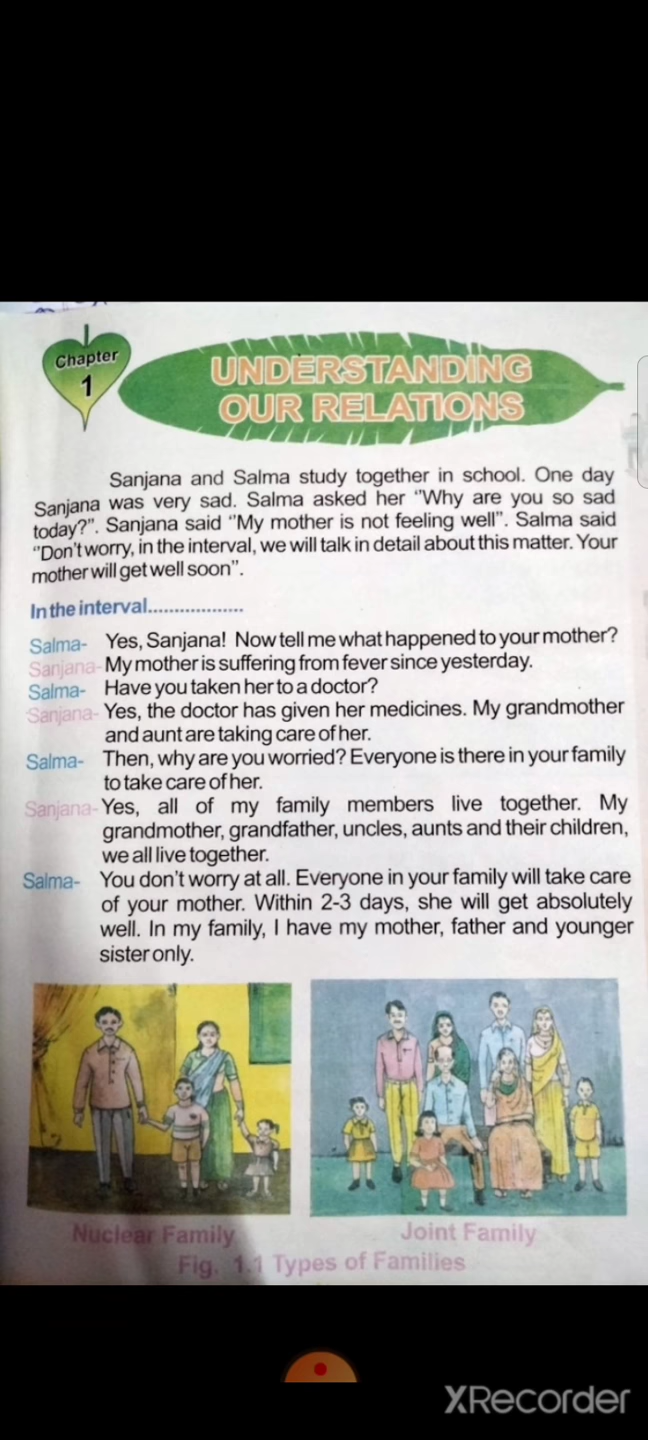 Chapter
1
UNDERSTANDING
OUR RELATIONS
Sanjana and Salma study together in school. One day
Sanjana was very sad. Salma asked her "Why are you so sad
today?". Sanjana said "My mother is not feeling well". Salma said
"Don't worry, in the interval, we will talk in detail about this matter. Your
mother will get well soon".
In the interval..................
Salma- Yes, Sanjana! Now tell me what happened to your mother?
Sanjana- My mother is suffering from fever since yesterday.
Salma- Have you taken her to a doctor?
Sanjana- Yes, the doctor has given her medicines. My grandmother
and aunt are taking care of her.
Salma- Then, why are you worried? Everyone is there in your family
to take care of her.
Sanjana- Yes, all of my family members live together. My
grandmother, grandfather, uncles, aunts and their children,
we all live together.
Salma- You don't worry at all. Everyone in your family will take care
of your mother. Within 2-3 days, she will get absolutely
well. In my family, I have my mother, father and younger
sister only.
Nuclear Family
Joint Family
Fig. 1.1 Types of Families
XRecorder